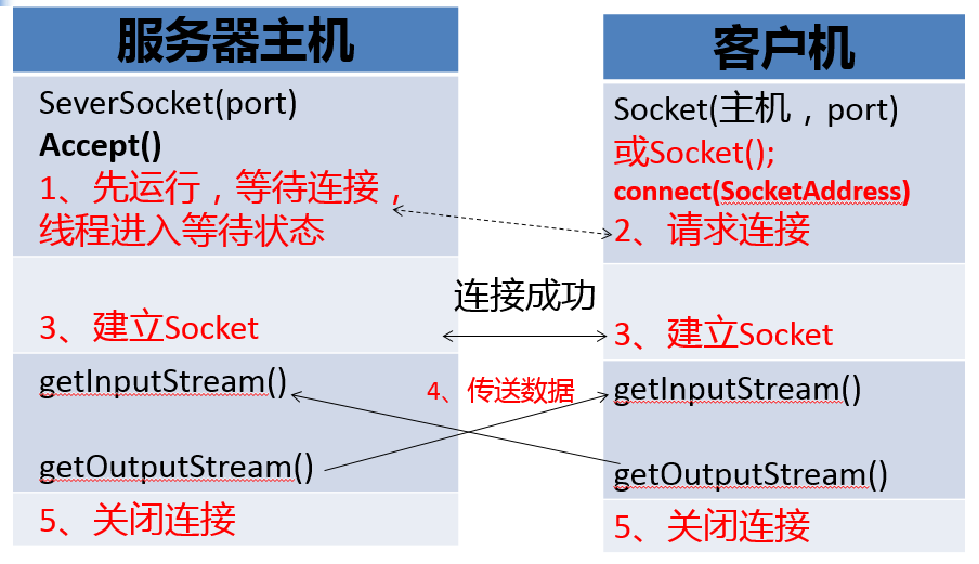 服务器主机
SeverSocket(port)
Accept()
1、先运行，等待连接，
线程进入等待状态
3、建立Socket
getInputStream()
getOutputStream()
5、关闭连接
连接成功
4、传送数据
客户机
Socket(主机，port)
或Socket();
connect(SocketAddress)
2、请求连接
3、建立Socket
getInputStream()
getOutputStream()
5、关闭连接